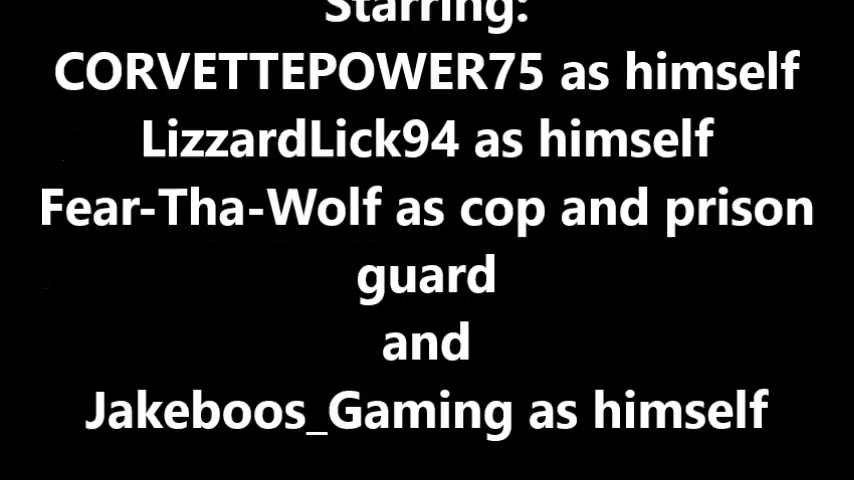 Starring:
CORVETTEPOWER75 as himself
LizzardLick94 as himself
Fear-Tha-Wolf as cop and prison
guard
and
Jakeboos_Gaming as himself